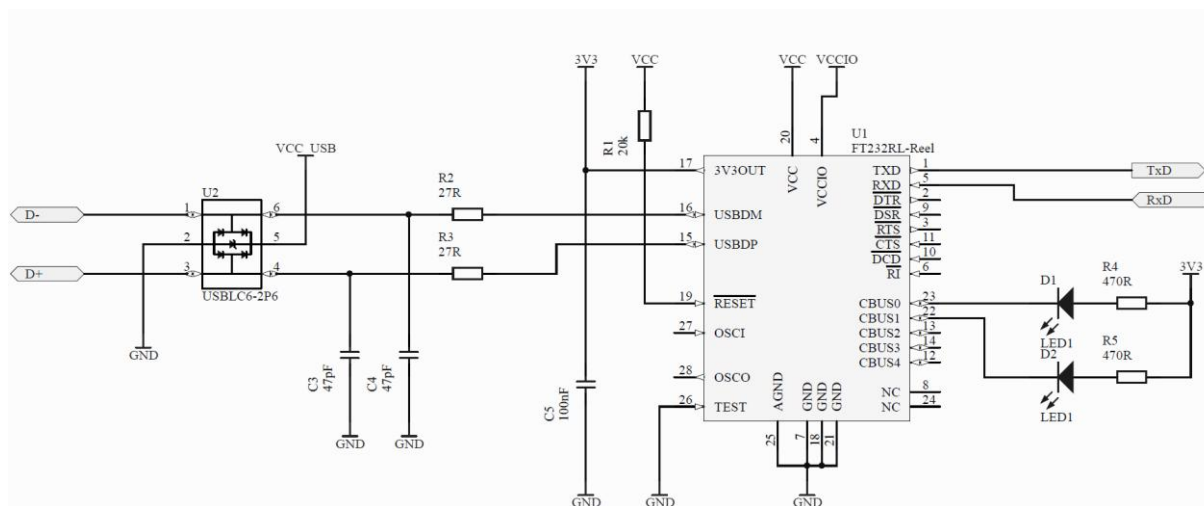 3V3
VCC
VCC
VCCIO
R1
20k
20
4
U1
FT232RL-Reel
VCC_USB
17
3V3OUT
VCC
VCCIO
TXD
1
TxD
RXD
5
RxD
U2
R2
27R
DTR
2
D-
1
6
16
USBDM
DSR
9
RTS
3
2
5
R3
27R
15
USBDP
CTS
11
DCD
10
D+
3
4
RI
6
USBLC6-2P6
19
RESET
CBUS0
23
D1
R4
470R
3V3
27
OSCI
CBUS1
22
CBUS2
13
LED1
GND
C3
47pF
C4
47pF
CBUS3
14
D2
R5
470R
28
OSCO
CBUS4
12
C5
100nF
26
TEST
AGND
GND
GND
GND
NC
8
NC
24
LED1
25
7
18
21
GND
GND
GND
GND
GND